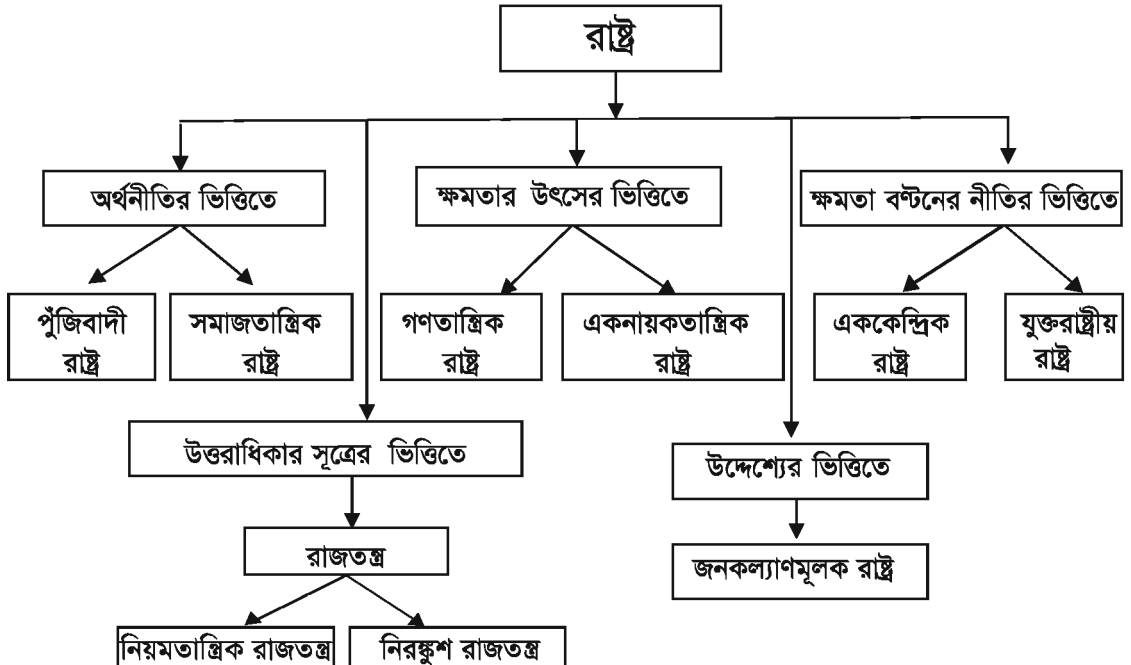 রাষ্ট্র
অর্থনীতির ভিত্তিতে
ক্ষমতার উৎসের ভিত্তিতে
ক্ষমতা বণ্টনের নীতির ভিত্তিতে
পুঁজিবাদী
রাষ্ট্র
সমাজতান্ত্রিক
রাষ্ট্র
গণতান্ত্রিক
রাষ্ট্র
একনায়কতান্ত্রিক
রাষ্ট্র
এককেন্দ্রিক
রাষ্ট্র
যুক্তরাষ্ট্রীয়
রাষ্ট্র
উত্তরাধিকার সূত্রের ভিত্তিতে
উদ্দেশ্যের ভিত্তিতে
রাজতন্ত্র
জনকল্যাণমূলক রাষ্ট্র
নিয়মতান্ত্রিক রাজতন্ত্র
নিরঙ্কুশ রাজতন্ত্র